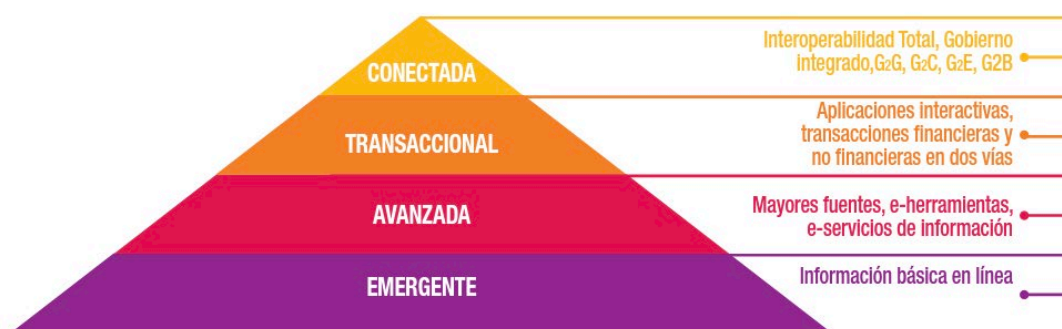 CONECTADA
Interoperabilidad Total, Gobierno
integrado,G2G, G2C, G2E, G2B
TRANSACCIONAL
Aplicaciones interactivas,
transacciones financieras y
no financieras en dos vías
AVANZADA
Mayores fuentes, e-herramientas,
e-servicios de información
EMERGENTE
Información básica en línea